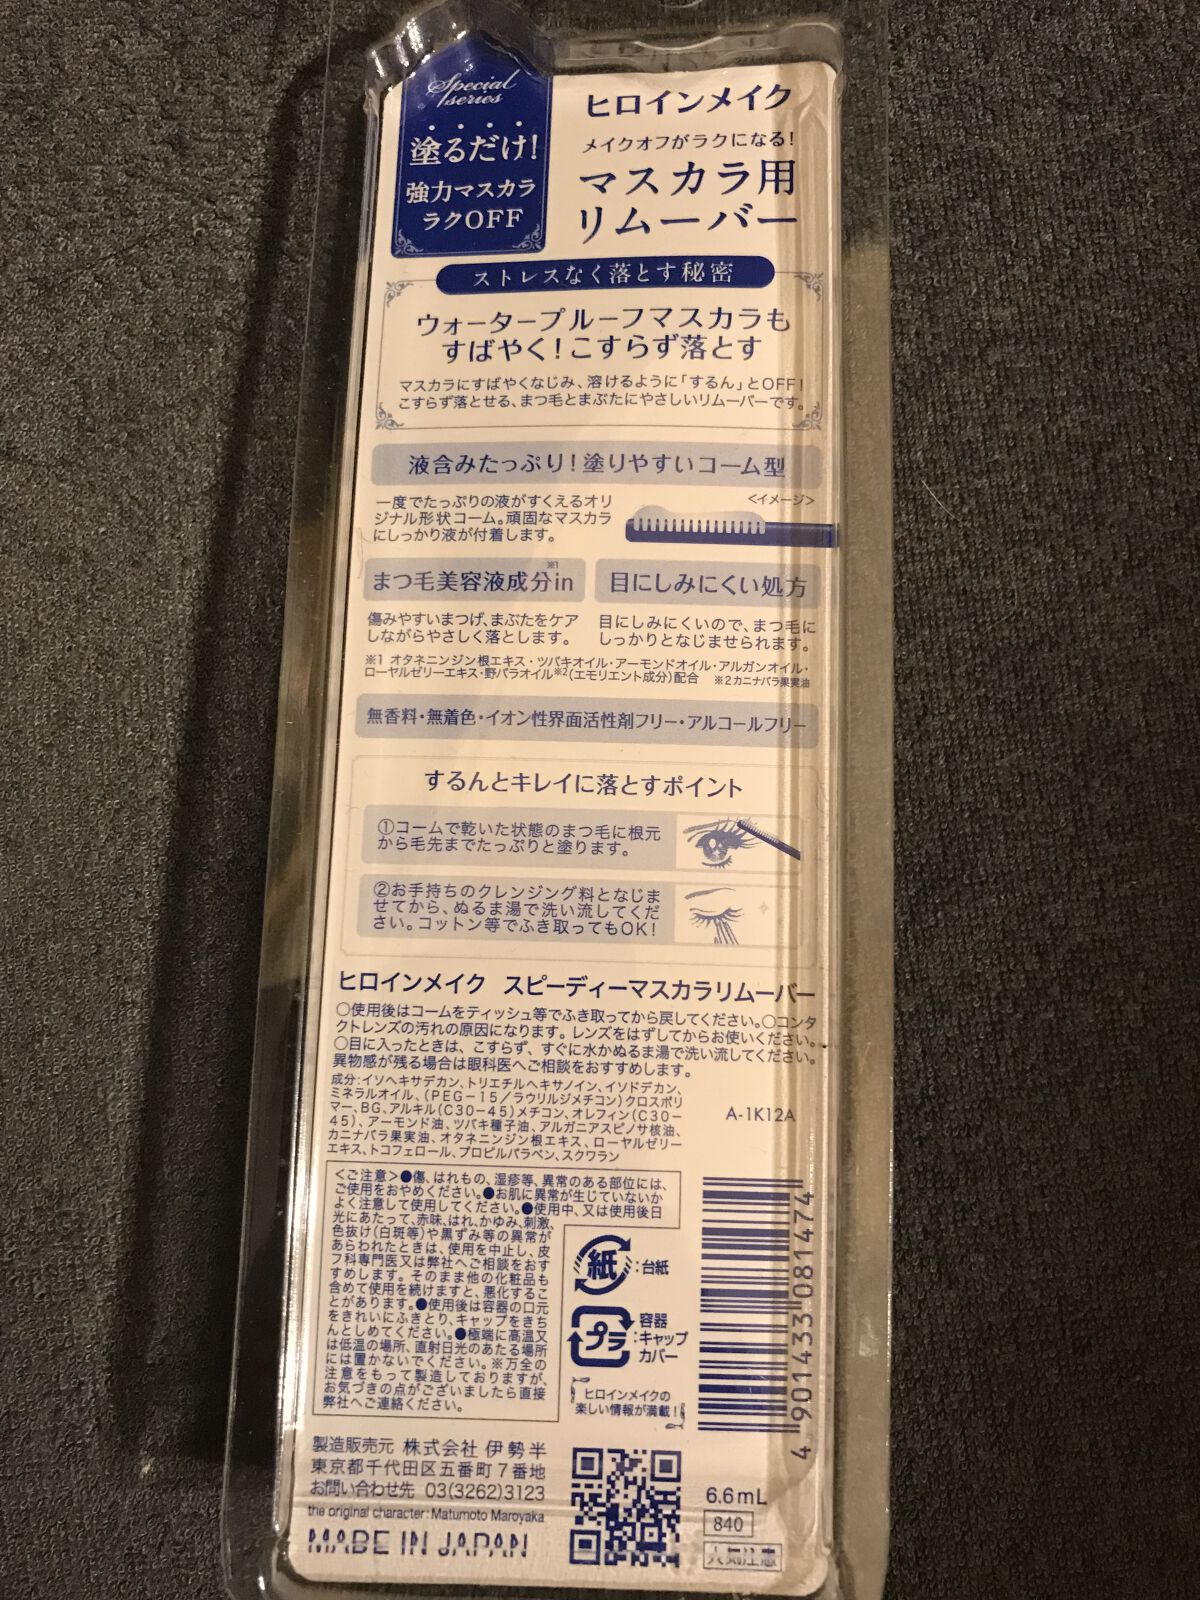 Special series
塗るだけ!
強力マスカラ
ラクOFF
ヒロインメイク
メイクオフがラクになる!
マスカラ用
リムーバー
ストレスなく落とす秘密
ウォータープルーフマスカラも
すばやく!こすらず落とす
マスカラにすばやくなじみ、溶けるように「するん」とOFF!
こすらず落とせる、まつ毛とまぶたにやさしいリムーバーです。
液含みたっぷり!塗りやすいコーム型
一度でたっぷりの液がすくえるオリ
ジナル形状コーム。頑固なマスカラ
にしっかり液が付着します。
<イメージ>
まつ毛美容液成分※1in
傷みやすいまつげ、まぶたをケア
しながらやさしく落とします。
目にしみにくい処方
目にしみにくいので、まつ毛に
しっかりとなじませられます。
※1 オタネニンジン根エキス・ツバキオイル・アーモンドオイル・アルガンオイル・
ローヤルゼリーエキス・野バラオイル※2(エモリエント成分)配合 ※2カニナバラ果実油
無香料・無着色・イオン性界面活性剤フリー・アルコールフリー
するんとキレイに落とすポイント
①コームで乾いた状態のまつ毛に根元
から毛先までたっぷりと塗ります。
②お手持ちのクレンジング料となじま
せてから、ぬるま湯で洗い流してくだ
さい。コットン等でふき取ってもOK!
ヒロインメイク スピーディーマスカラリムーバー
○使用後はコームをティッシュ等でふき取ってから戻してください。○コンタ
クトレンズの汚れの原因になります。レンズをはずしてからお使いください。
○目に入ったときは、こすらず、すぐに水かぬるま湯で洗い流してください。
異物感が残る場合は眼科医へご相談をおすすめします。
成分:イソヘキサデカン、トリエチルヘキサノイン、イソドデカン、
ミネラルオイル、(PEG-15/ラウリルジメチコン)クロスポリ
マー、BG、アルキル(C30-45)メチコン、オレフィン(C30-
45)、アーモンド油、ツバキ種子油、アルガニアスピノサ核油、
カニナバラ果実油、オタネニンジン根エキス、ローヤルゼリー
エキス、トコフェロール、プロピルパラベン、スクワラン
A-1K12A
<ご注意>●傷、はれもの、湿疹等、異常のある部位には、
ご使用をおやめください。●お肌に異常が生じていないか
よく注意して使用してください。●使用中、又は使用後日
光にあたって、赤味、はれ、かゆみ、刺激、
色抜け(白斑等)や黒ずみ等の異常が
あらわれたときは、使用を中止し、皮
フ科専門医又は弊社へご相談をおす
すめします。そのまま他の化粧品も
含めて使用を続けますと、悪化するこ
とがあります。●使用後は容器の口元
をきれいにふきとり、キャップをきち
んとしめてください。●極端に高温又
は低温の場所、直射日光のあたる場所
には置かないでください。※万全の
注意をもって製造しておりますが、
お気づきの点がございましたら直接
弊社へご連絡ください。
紙:台紙
プラ:容器
キャップ
カバー
ヒロインメイクの
楽しい情報が満載!
4 901433 081474
製造販売元 株式会社 伊勢半
東京都千代田区五番町7番地
お問い合わせ先 03(3262)3123
the original character:Matumoto Maroyaka
MADE IN JAPAN
6.6mL
840
火気注意